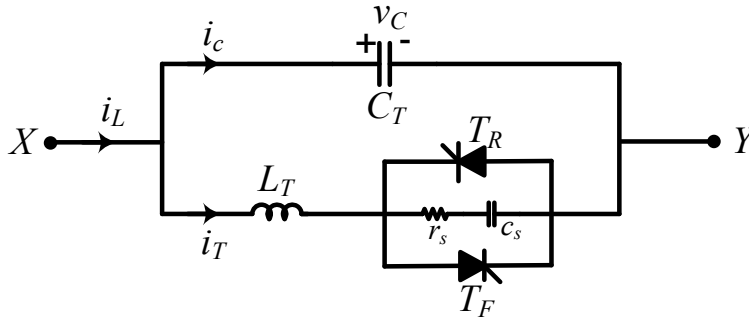 v_C
i_c
+ -
C_T
i_L
X
T_R
Y
L_T
r_s
c_s
i_T
T_F